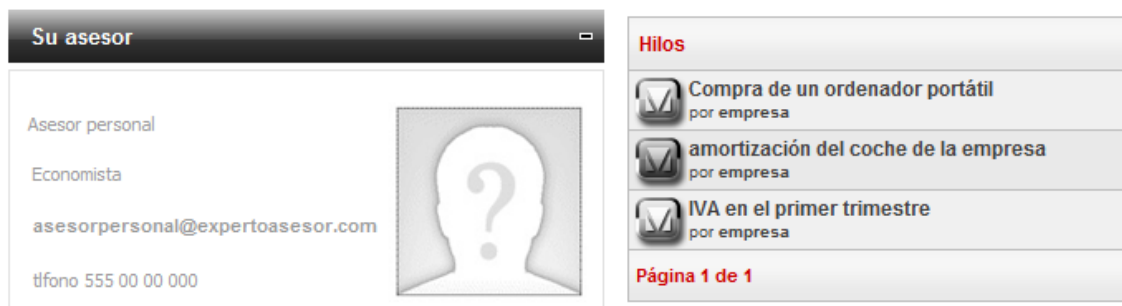 Su asesor
Asesor personal
Economista
asesorpersonal@expertoasesor.com
tlfono 555 00 00 000
?
Hilos
Compra de un ordenador portátil
por empresa
amortización del coche de la empresa
por empresa
IVA en el primer trimestre
por empresa
Página 1 de 1